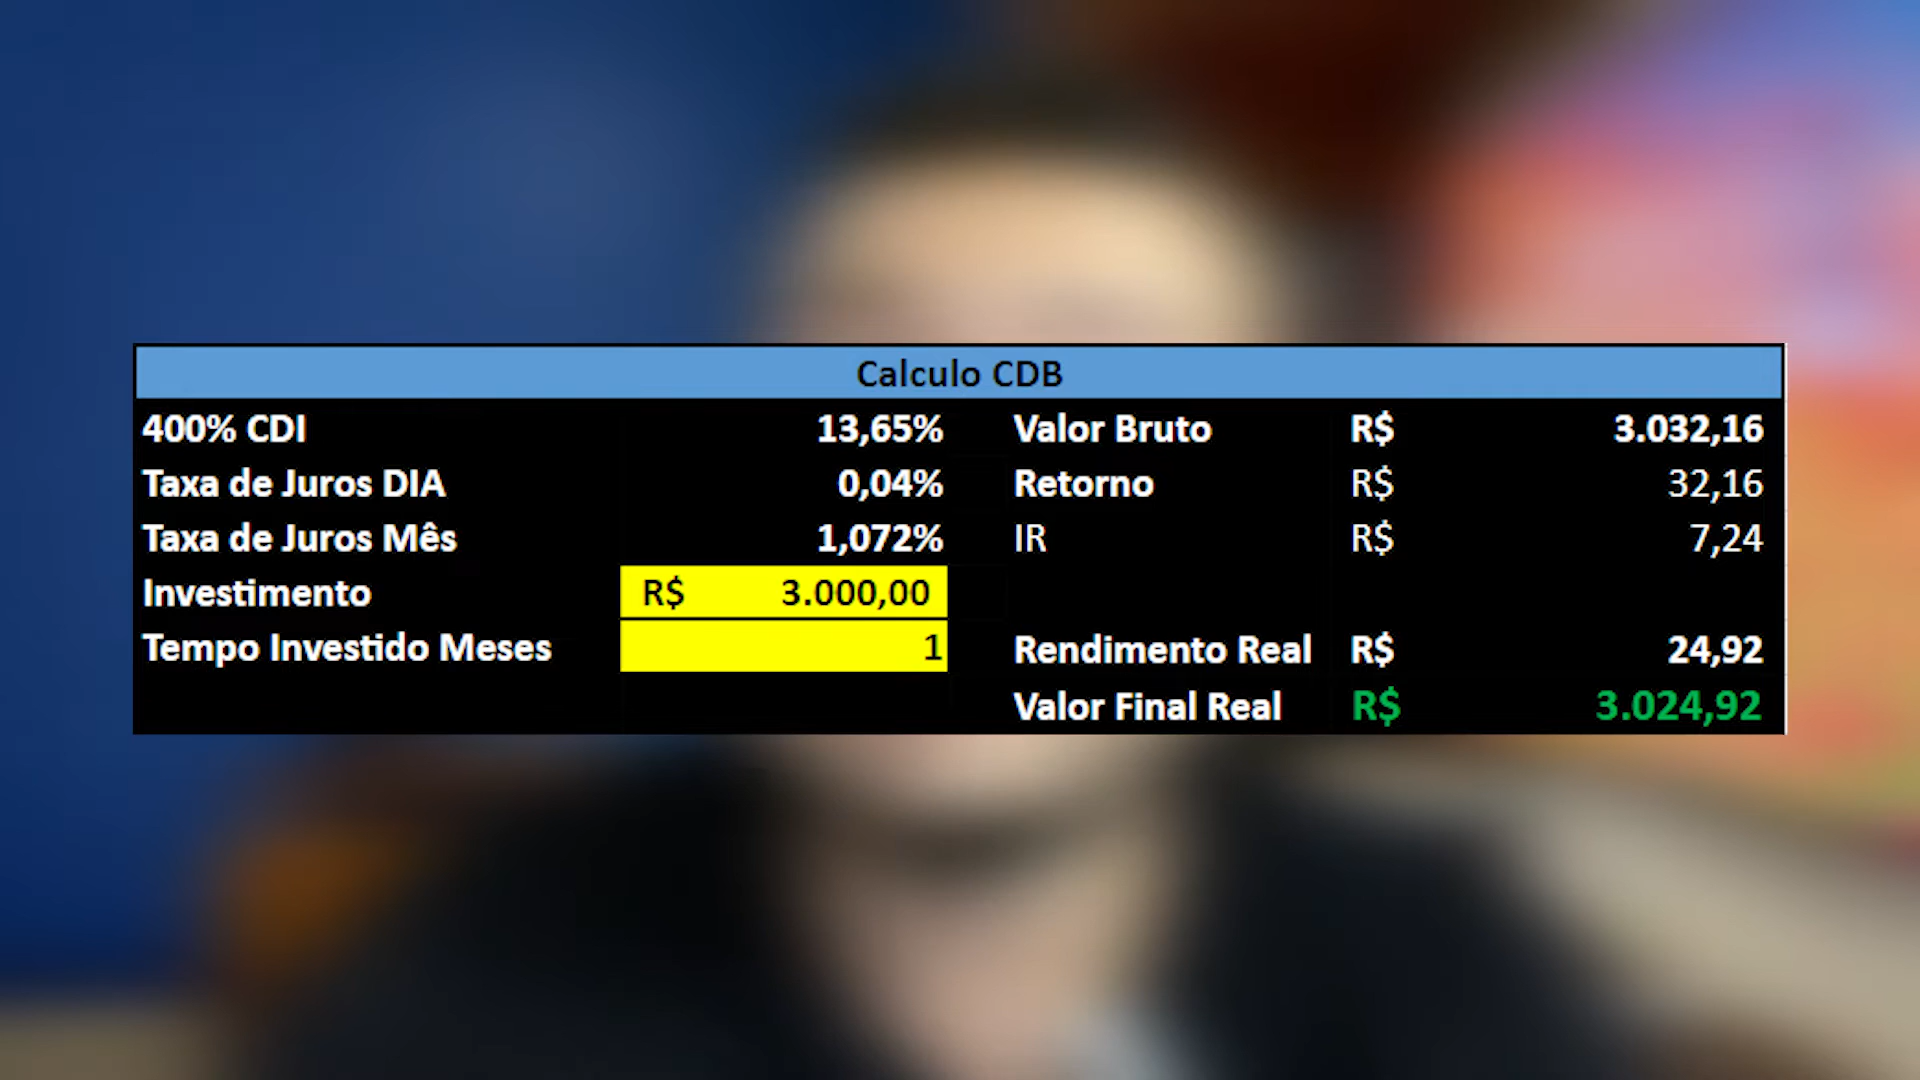 Calculo CDB
400% CDI 13,65% Valor Bruto R$ 3.032,16
Taxa de Juros DIA 0,04% Retorno R$ 32,16
Taxa de Juros Mês 1,072% IR R$ 7,24
Investimento R$ 3.000,00
Tempo Investido Meses 1 Rendimento Real R$ 24,92
Valor Final Real R$ 3.024,92